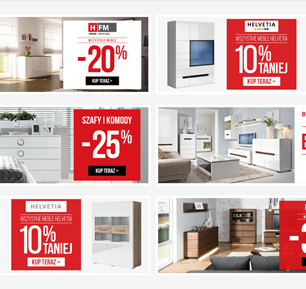 HFM
WSZYSTKIE MEBLE
-20%
KUP TERAZ >
HELVETIA
WSZYSTKIE MEBLE HELVETIA
10%
TANIEJ
KUP TERAZ >
SZAFY I KOMODY
-25%
KUP TERAZ >
HELVETIA
WSZYSTKIE MEBLE HELVETIA
10%
TANIEJ
KUP TERAZ >